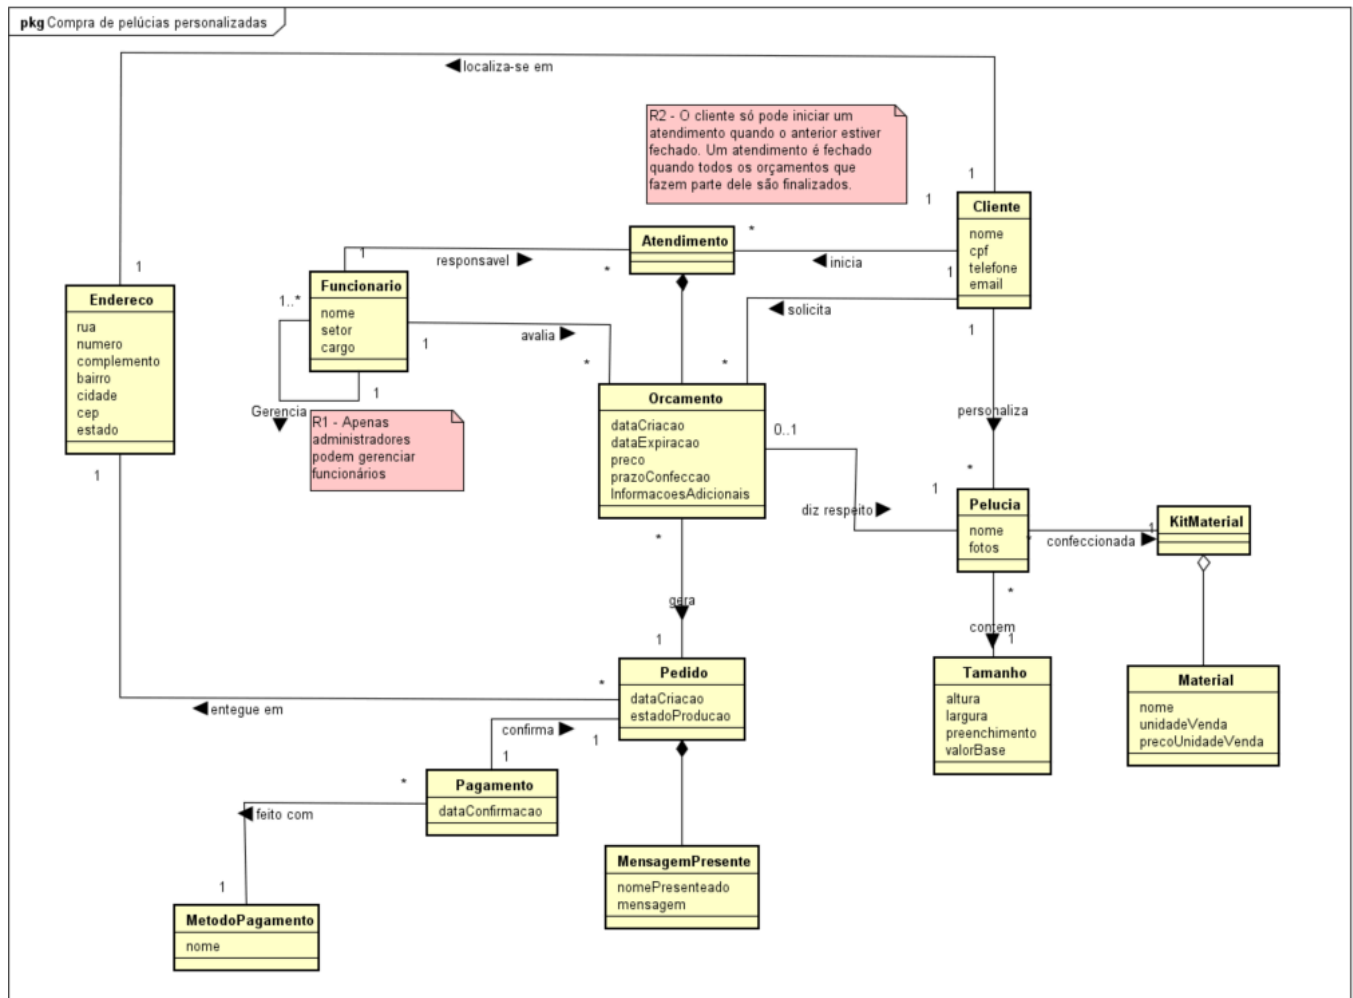 pkg Compra de pelúcias personalizadas
localiza-se em
R2 - O cliente só pode iniciar um
atendimento quando o anterior estiver
fechado. Um atendimento é fechado
quando todos os orçamentos que
fazem parte dele são finalizados.
1
1
Cliente
nome
cpf
telefone
email
Atendimento
*
inicia
1
responsavel
*
1
1
Endereco
rua
numero
complemento
bairro
cidade
cep
estado
1
Funcionario
nome
setor
cargo
1..*
1
1
Gerencia
R1 - Apenas
administradores
podem gerenciar
funcionários
avalia
*
solicita
*
1
personaliza
*
Orcamento
dataCriacao
dataExpiracao
preco
prazoConfeccao
InformacoesAdicionais
0..1
diz respeito
1
Pelucia
nome
fotos
*
confeccionada
1
KitMaterial
*
gera
1
*
contem
1
Tamanho
altura
largura
preenchimento
valorBase
Material
nome
unidadeVenda
precoUnidadeVenda
Pedido
dataCriacao
estadoProducao
*
entegue em
confirma
1
1
Pagamento
dataConfirmacao
*
feito com
1
MetodoPagamento
nome
MensagemPresente
nomePresenteado
mensagem